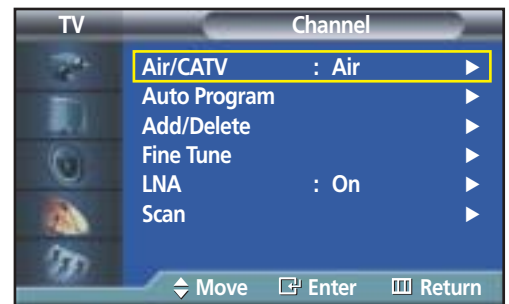 TV Channel
Air/CATV : Air
Auto Program
Add/Delete
Fine Tune
LNA : On
Scan
Move Enter Return